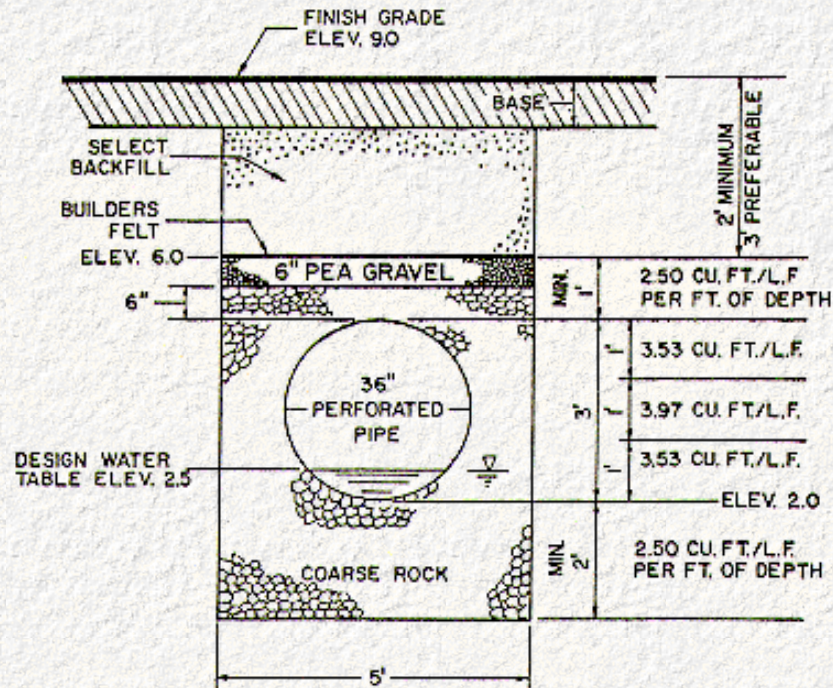 FINISH GRADE
ELEV. 9.0
BASE
SELECT
BACKFILL
2' MINIMUM
3' PREFERABLE
BUILDERS
FELT
ELEV. 6.0
6" PEA GRAVEL
6"
MIN.
1'
2.50 CU. FT./L.F.
PER FT. OF DEPTH
1'
3.53 CU. FT./L.F.
36"
PERFORATED
PIPE
3'
1'
3.97 CU. FT./L.F.
1'
3.53 CU. FT./L.F.
DESIGN WATER
TABLE ELEV. 2.5
ELEV. 2.0
COARSE ROCK
MIN.
2'
2.50 CU. FT./L.F.
PER FT. OF DEPTH
5'